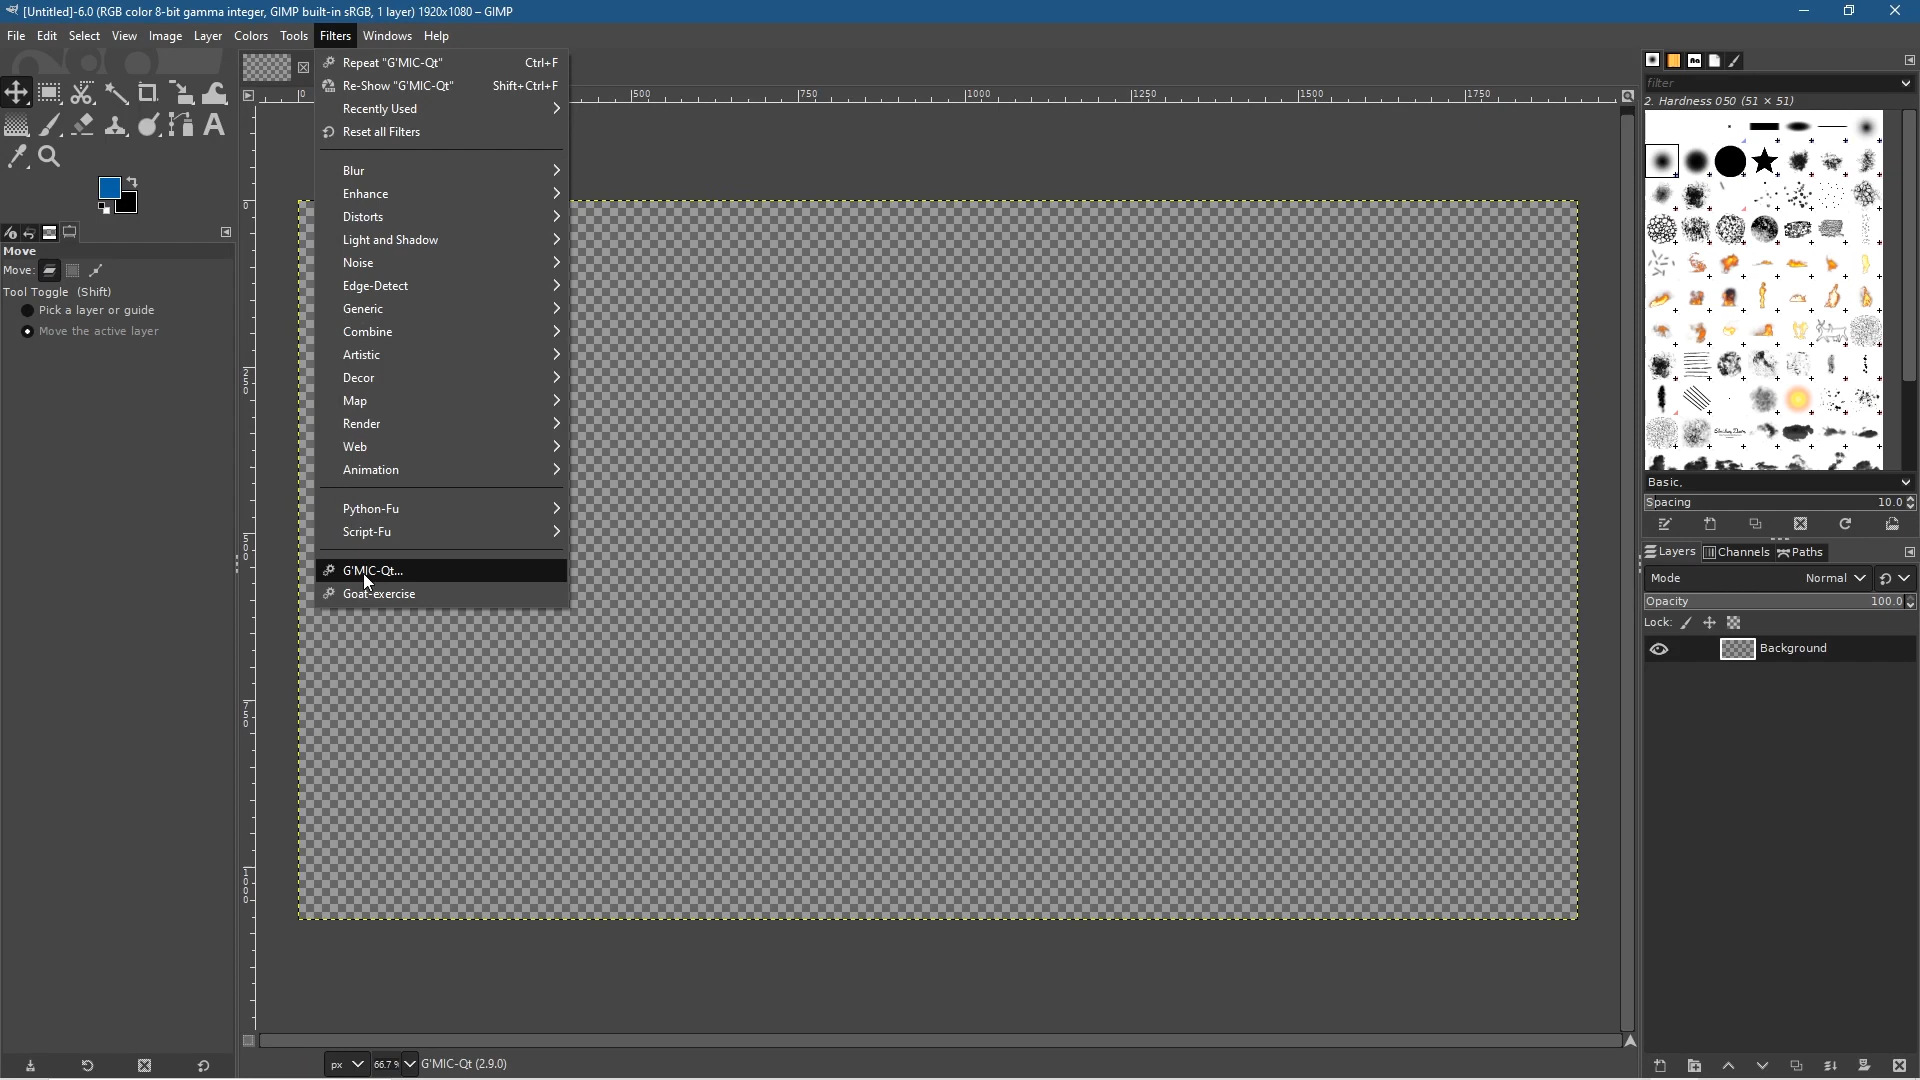 [Untitled]-6.0 (RGB color 8-bit gamma integer, GIMP built-in sRGB, 1 layer) 1920x1080 – GIMP
File Edit Select View Image Layer Colors Tools Filters Windows Help
Repeat "G'MIC-Qt" Ctrl+F
Re-Show "G'MIC-Qt" Shift+Ctrl+F
Recently Used
Reset all Filters
Blur
Enhance
Distorts
Light and Shadow
Noise
Edge-Detect
Generic
Combine
Artistic
Decor
Map
Render
Web
Animation
Python-Fu
Script-Fu
G'MIC-Qt...
Goat-exercise
Move
Move:
Tool Toggle (Shift)
Pick a layer or guide
Move the active layer
0 500 750 1000 1250 1500 1750
0
250
500
750
1000
filter
2. Hardness 050 (51 × 51)
Basic,
Spacing 10.0
Layers Channels Paths
Mode Normal
Opacity 100.0
Lock:
Background
px 66.7 % G'MIC-Qt (2.9.0)